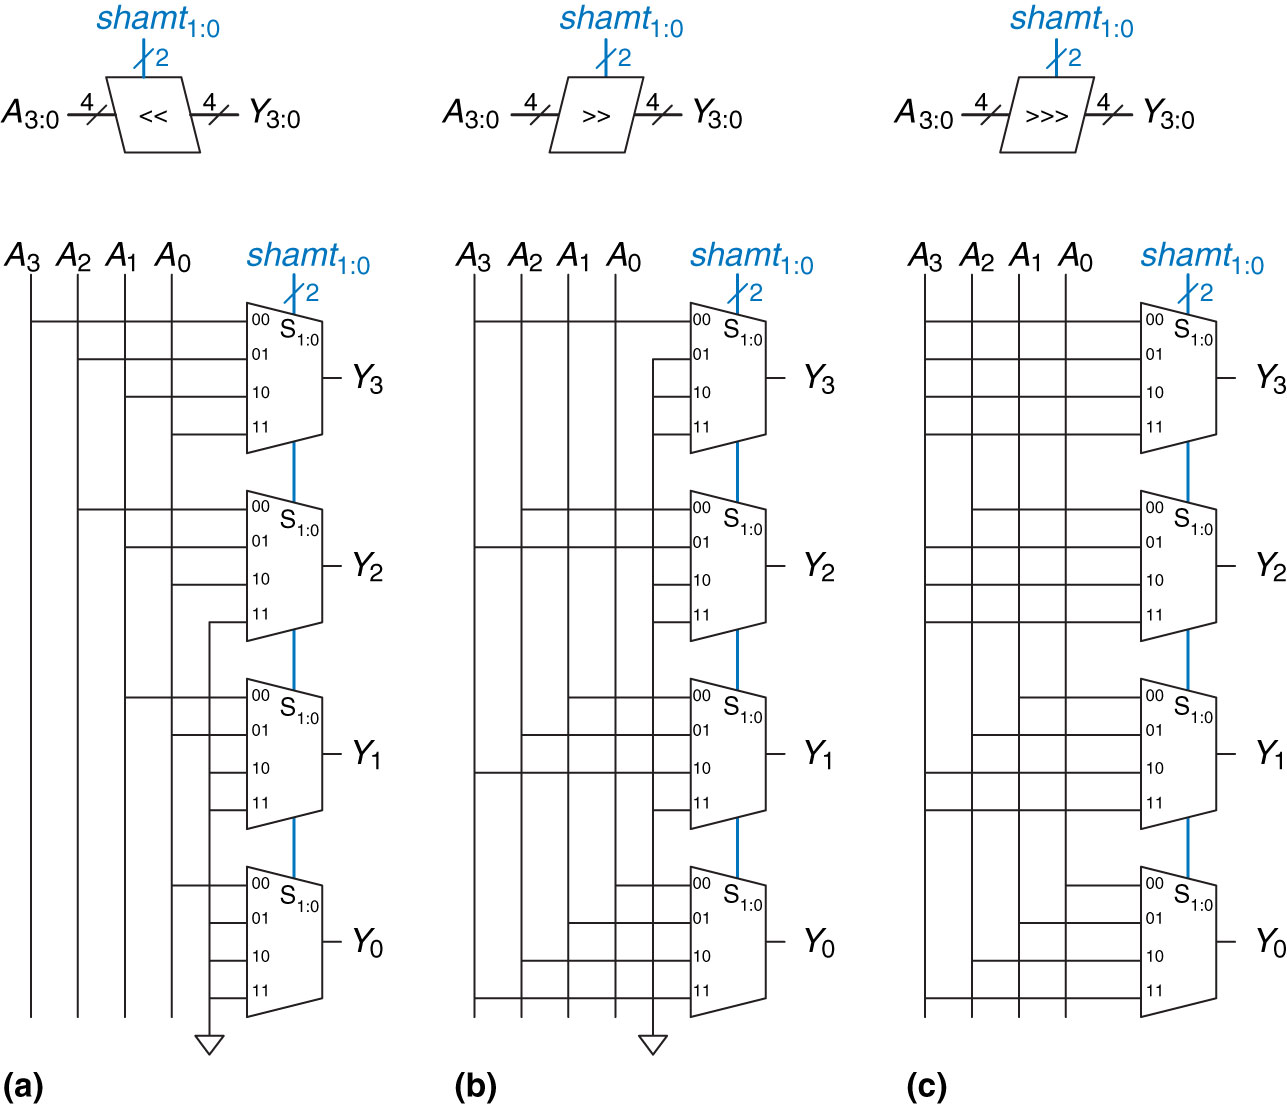 shamt1:0 shamt1:0 shamt1:0
2 2 2
A3:0 4 << 4 Y3:0 A3:0 4 >> 4 Y3:0 A3:0 4 >>> 4 Y3:0
A3 A2 A1 A0 shamt1:0 A3 A2 A1 A0 shamt1:0 A3 A2 A1 A0 shamt1:0
2 2 2
00 S1:0 00 S1:0 00 S1:0
01 01 01
Y3 Y3 Y3
10 10 10
11 11 11
00 S1:0 00 S1:0 00 S1:0
01 01 01
Y2 Y2 Y2
10 10 10
11 11 11
00 S1:0 00 S1:0 00 S1:0
01 01 01
Y1 Y1 Y1
10 10 10
11 11 11
00 S1:0 00 S1:0 00 S1:0
01 01 01
Y0 Y0 Y0
10 10 10
11 11 11
(a) (b) (c)